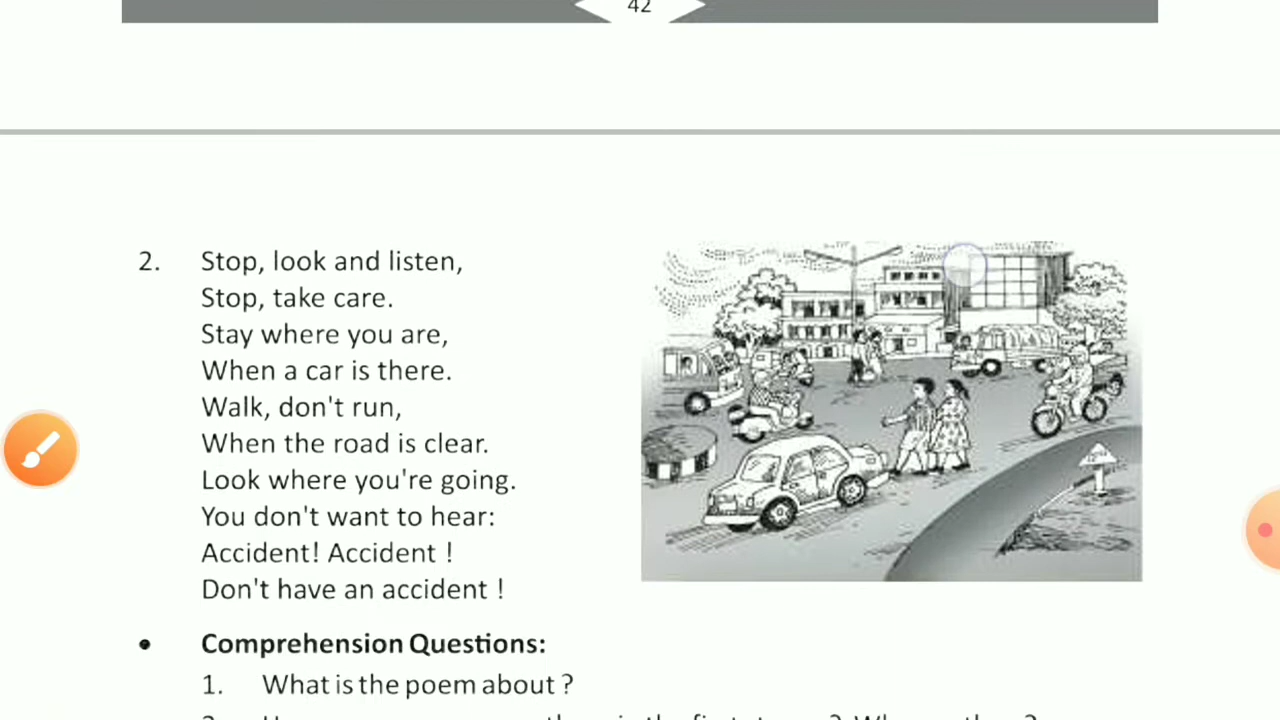 42
2. Stop, look and listen,
Stop, take care.
Stay where you are,
When a car is there.
Walk, don't run,
When the road is clear.
Look where you're going.
You don't want to hear:
Accident! Accident !
Don't have an accident !
• Comprehension Questions:
1. What is the poem about ?